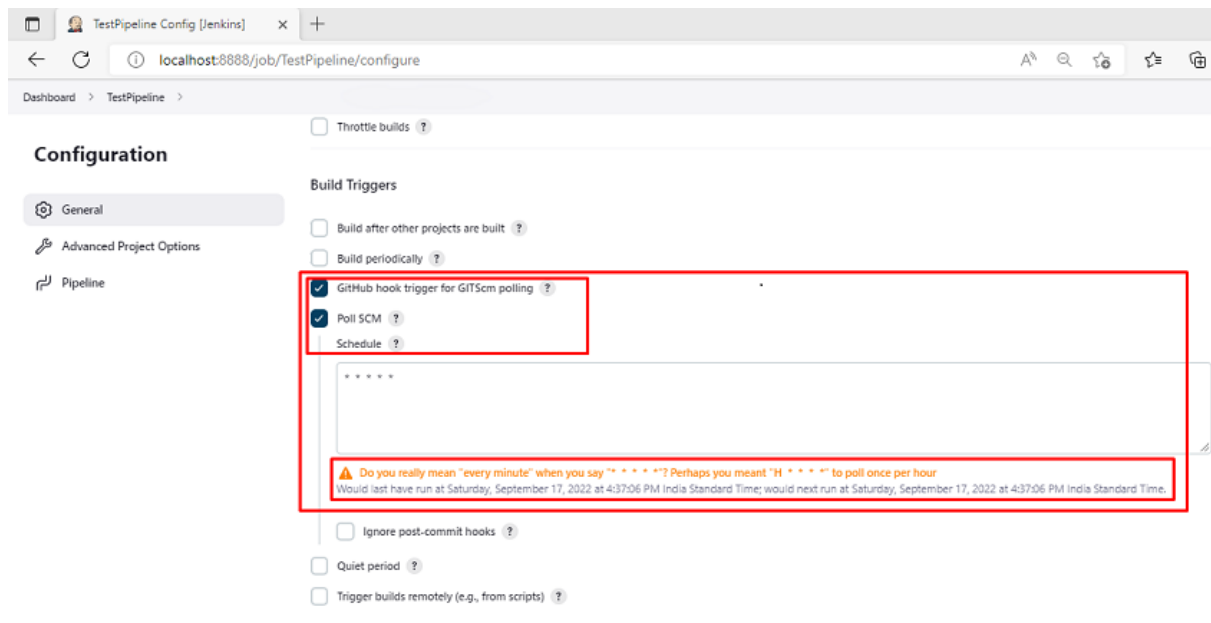 TestPipeline Config [Jenkins]
localhost:8888/job/TestPipeline/configure
Dashboard > TestPipeline >
Configuration
General
Advanced Project Options
Pipeline
Throttle builds ?
Build Triggers
Build after other projects are built ?
Build periodically ?
GitHub hook trigger for GITScm polling ?
Poll SCM ?
Schedule ?
* * * * *
Do you really mean "every minute" when you say "* * * * *"? Perhaps you meant "H * * * *" to poll once per hour
Would last have run at Saturday, September 17, 2022 at 4:37:06 PM India Standard Time; would next run at Saturday, September 17, 2022 at 4:37:06 PM India Standard Time.
Ignore post-commit hooks ?
Quiet period ?
Trigger builds remotely (e.g., from scripts) ?